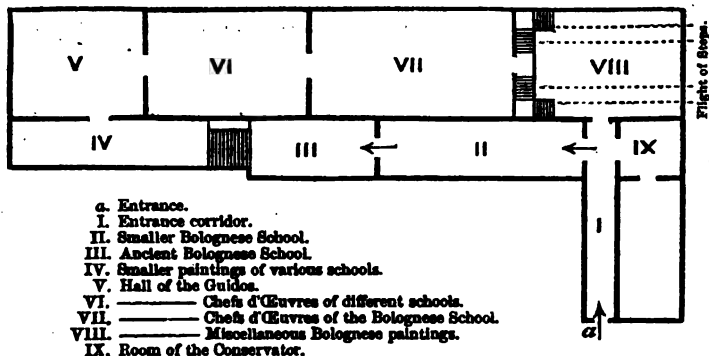 V
VI
VII
VIII
Flight of Steps.
IV
III
II
IX
I
a
a. Entrance.
I. Entrance corridor.
II. Smaller Bolognese School.
III. Ancient Bolognese School.
IV. Smaller paintings of various schools.
V. Hall of the Guidos.
VI. ——— Chefs d'Œuvres of different schools.
VII. ——— Chefs d'Œuvres of the Bolognese School.
VIII. ——— Miscellaneous Bolognese paintings.
IX. Room of the Conservator.